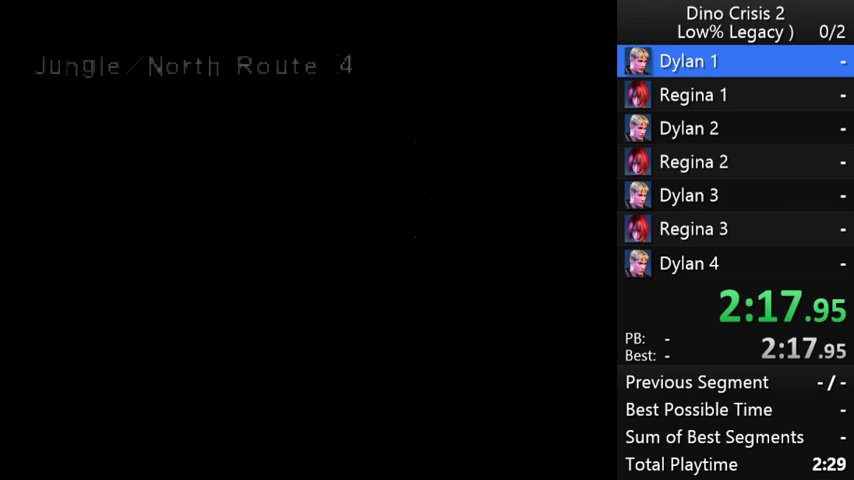 Jungle/North Route 4
Dino Crisis 2
Low% Legacy ) 0/2
Dylan 1 -
Regina 1 -
Dylan 2 -
Regina 2 -
Dylan 3 -
Regina 3 -
Dylan 4 -
2:17.95
PB: -
Best: -
2:17.95
Previous Segment - / -
Best Possible Time -
Sum of Best Segments -
Total Playtime 2:29